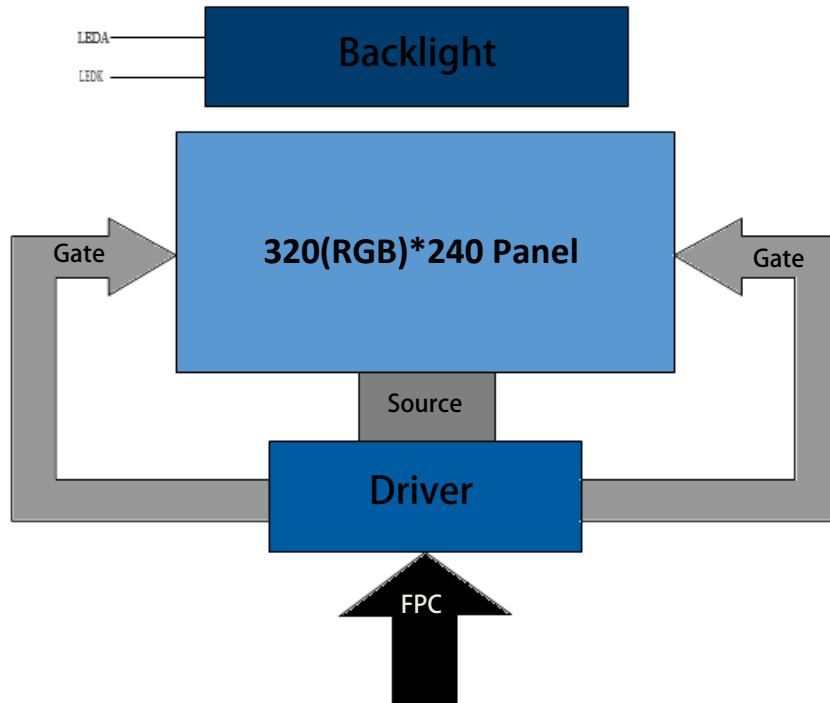 LEDA
Backlight
LEDK
320(RGB)*240 Panel
Gate
Gate
Source
Driver
FPC